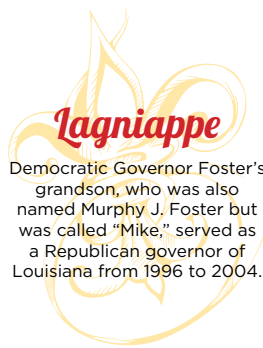 Lagniappe
Democratic Governor Foster’s
grandson, who was also
named Murphy J. Foster but
was called “Mike,” served as
a Republican governor of
Louisiana from 1996 to 2004.